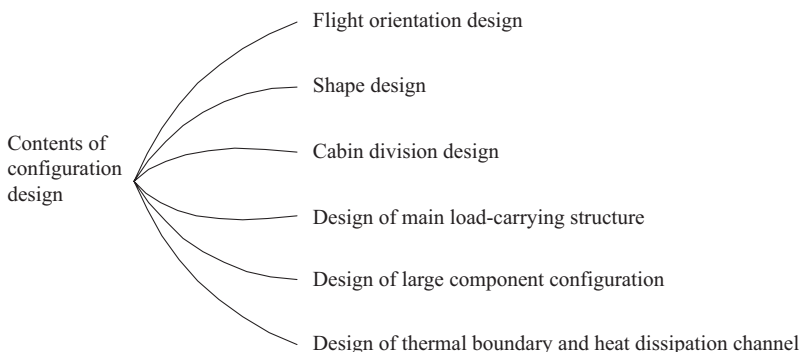 Flight orientation design
Shape design
Contents of
configuration
design
Cabin division design
Design of main load-carrying structure
Design of large component configuration
Design of thermal boundary and heat dissipation channel